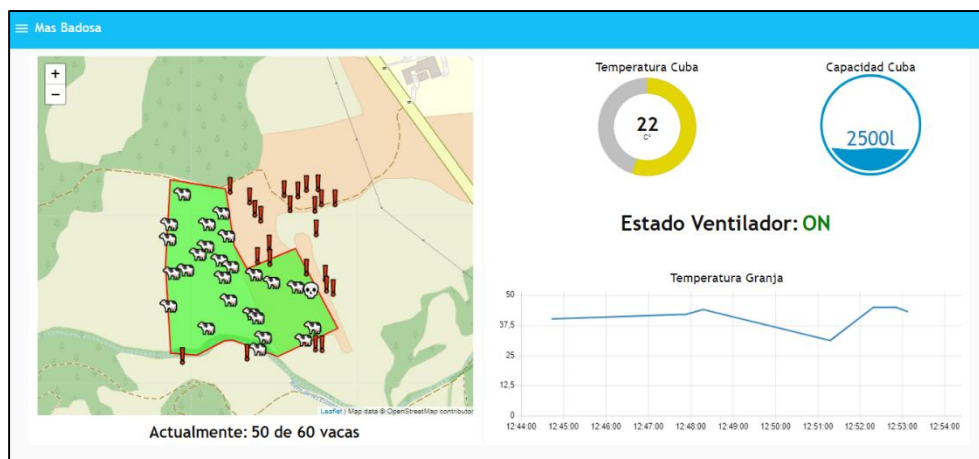 Mas Badosa
+
−
Leaflet | Map data © OpenStreetMap contributor
Actualmente: 50 de 60 vacas
Temperatura Cuba
22
C°
Capacidad Cuba
2500l
Estado Ventilador: ON
Temperatura Granja
50
37,5
25
12,5
0
12:44:00 12:45:00 12:46:00 12:47:00 12:48:00 12:49:00 12:50:00 12:51:00 12:52:00 12:53:00 12:54:00